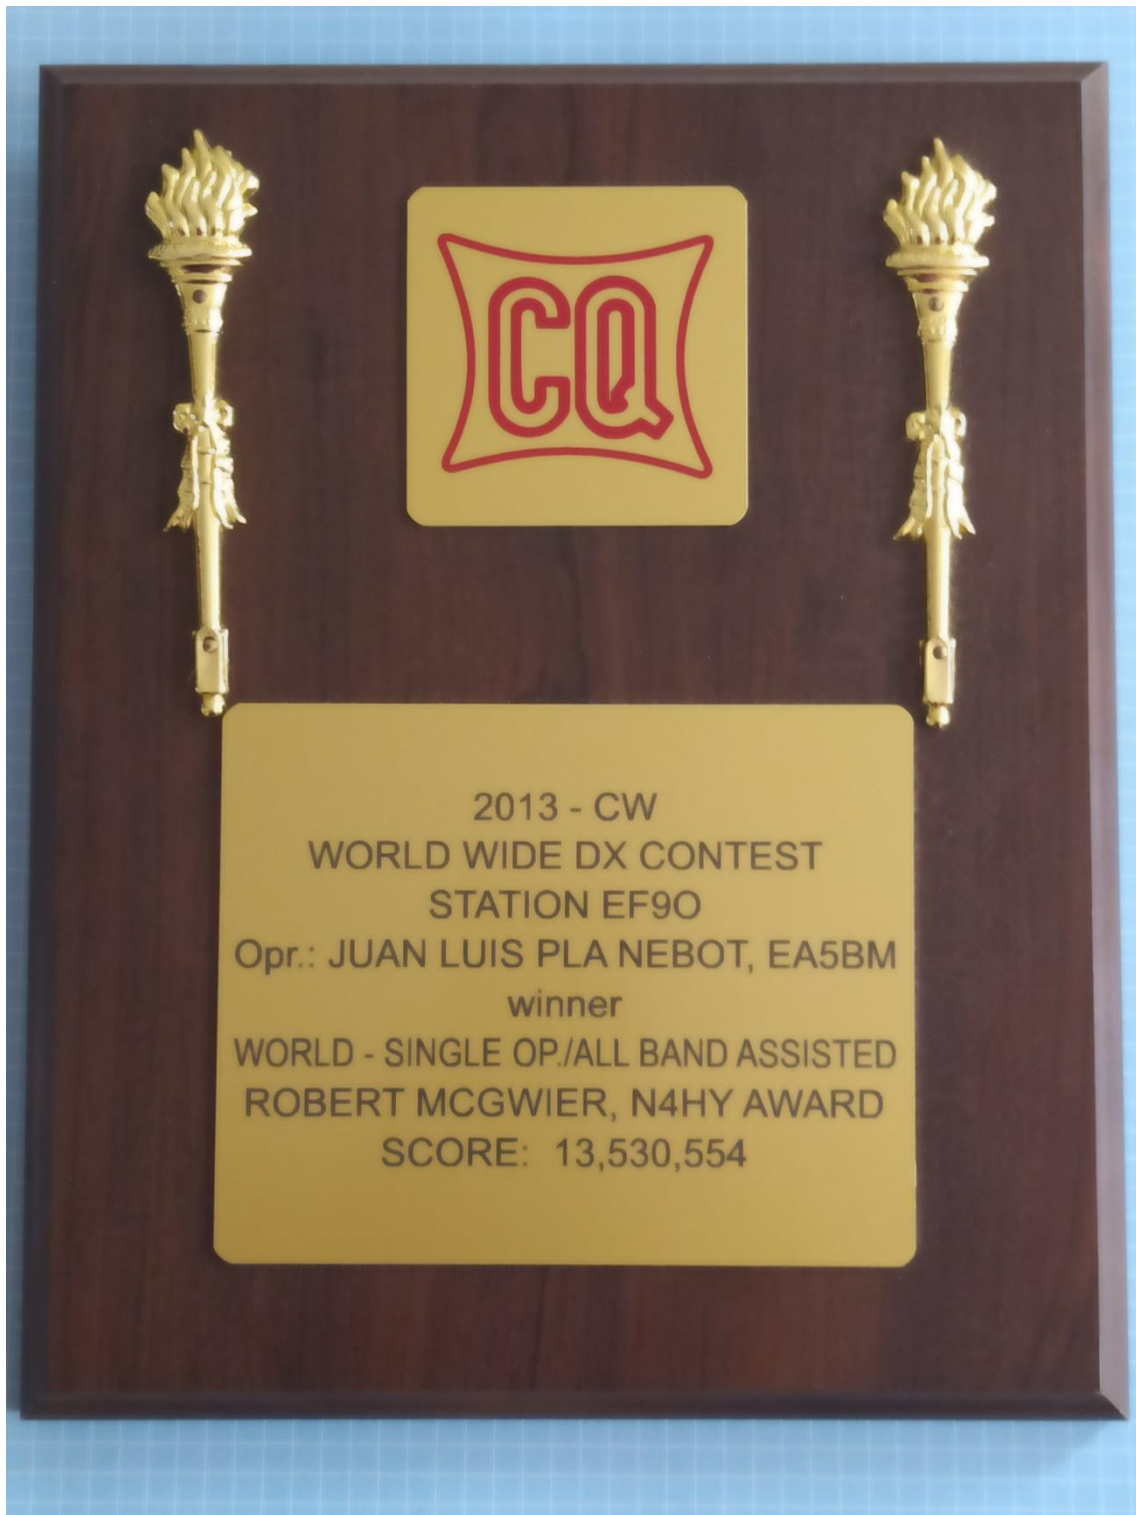 CQ
2013 - CW
WORLD WIDE DX CONTEST
STATION EF9O
Opr.: JUAN LUIS PLA NEBOT, EA5BM
winner
WORLD - SINGLE OP./ALL BAND ASSISTED
ROBERT MCGWIER, N4HY AWARD
SCORE: 13,530,554